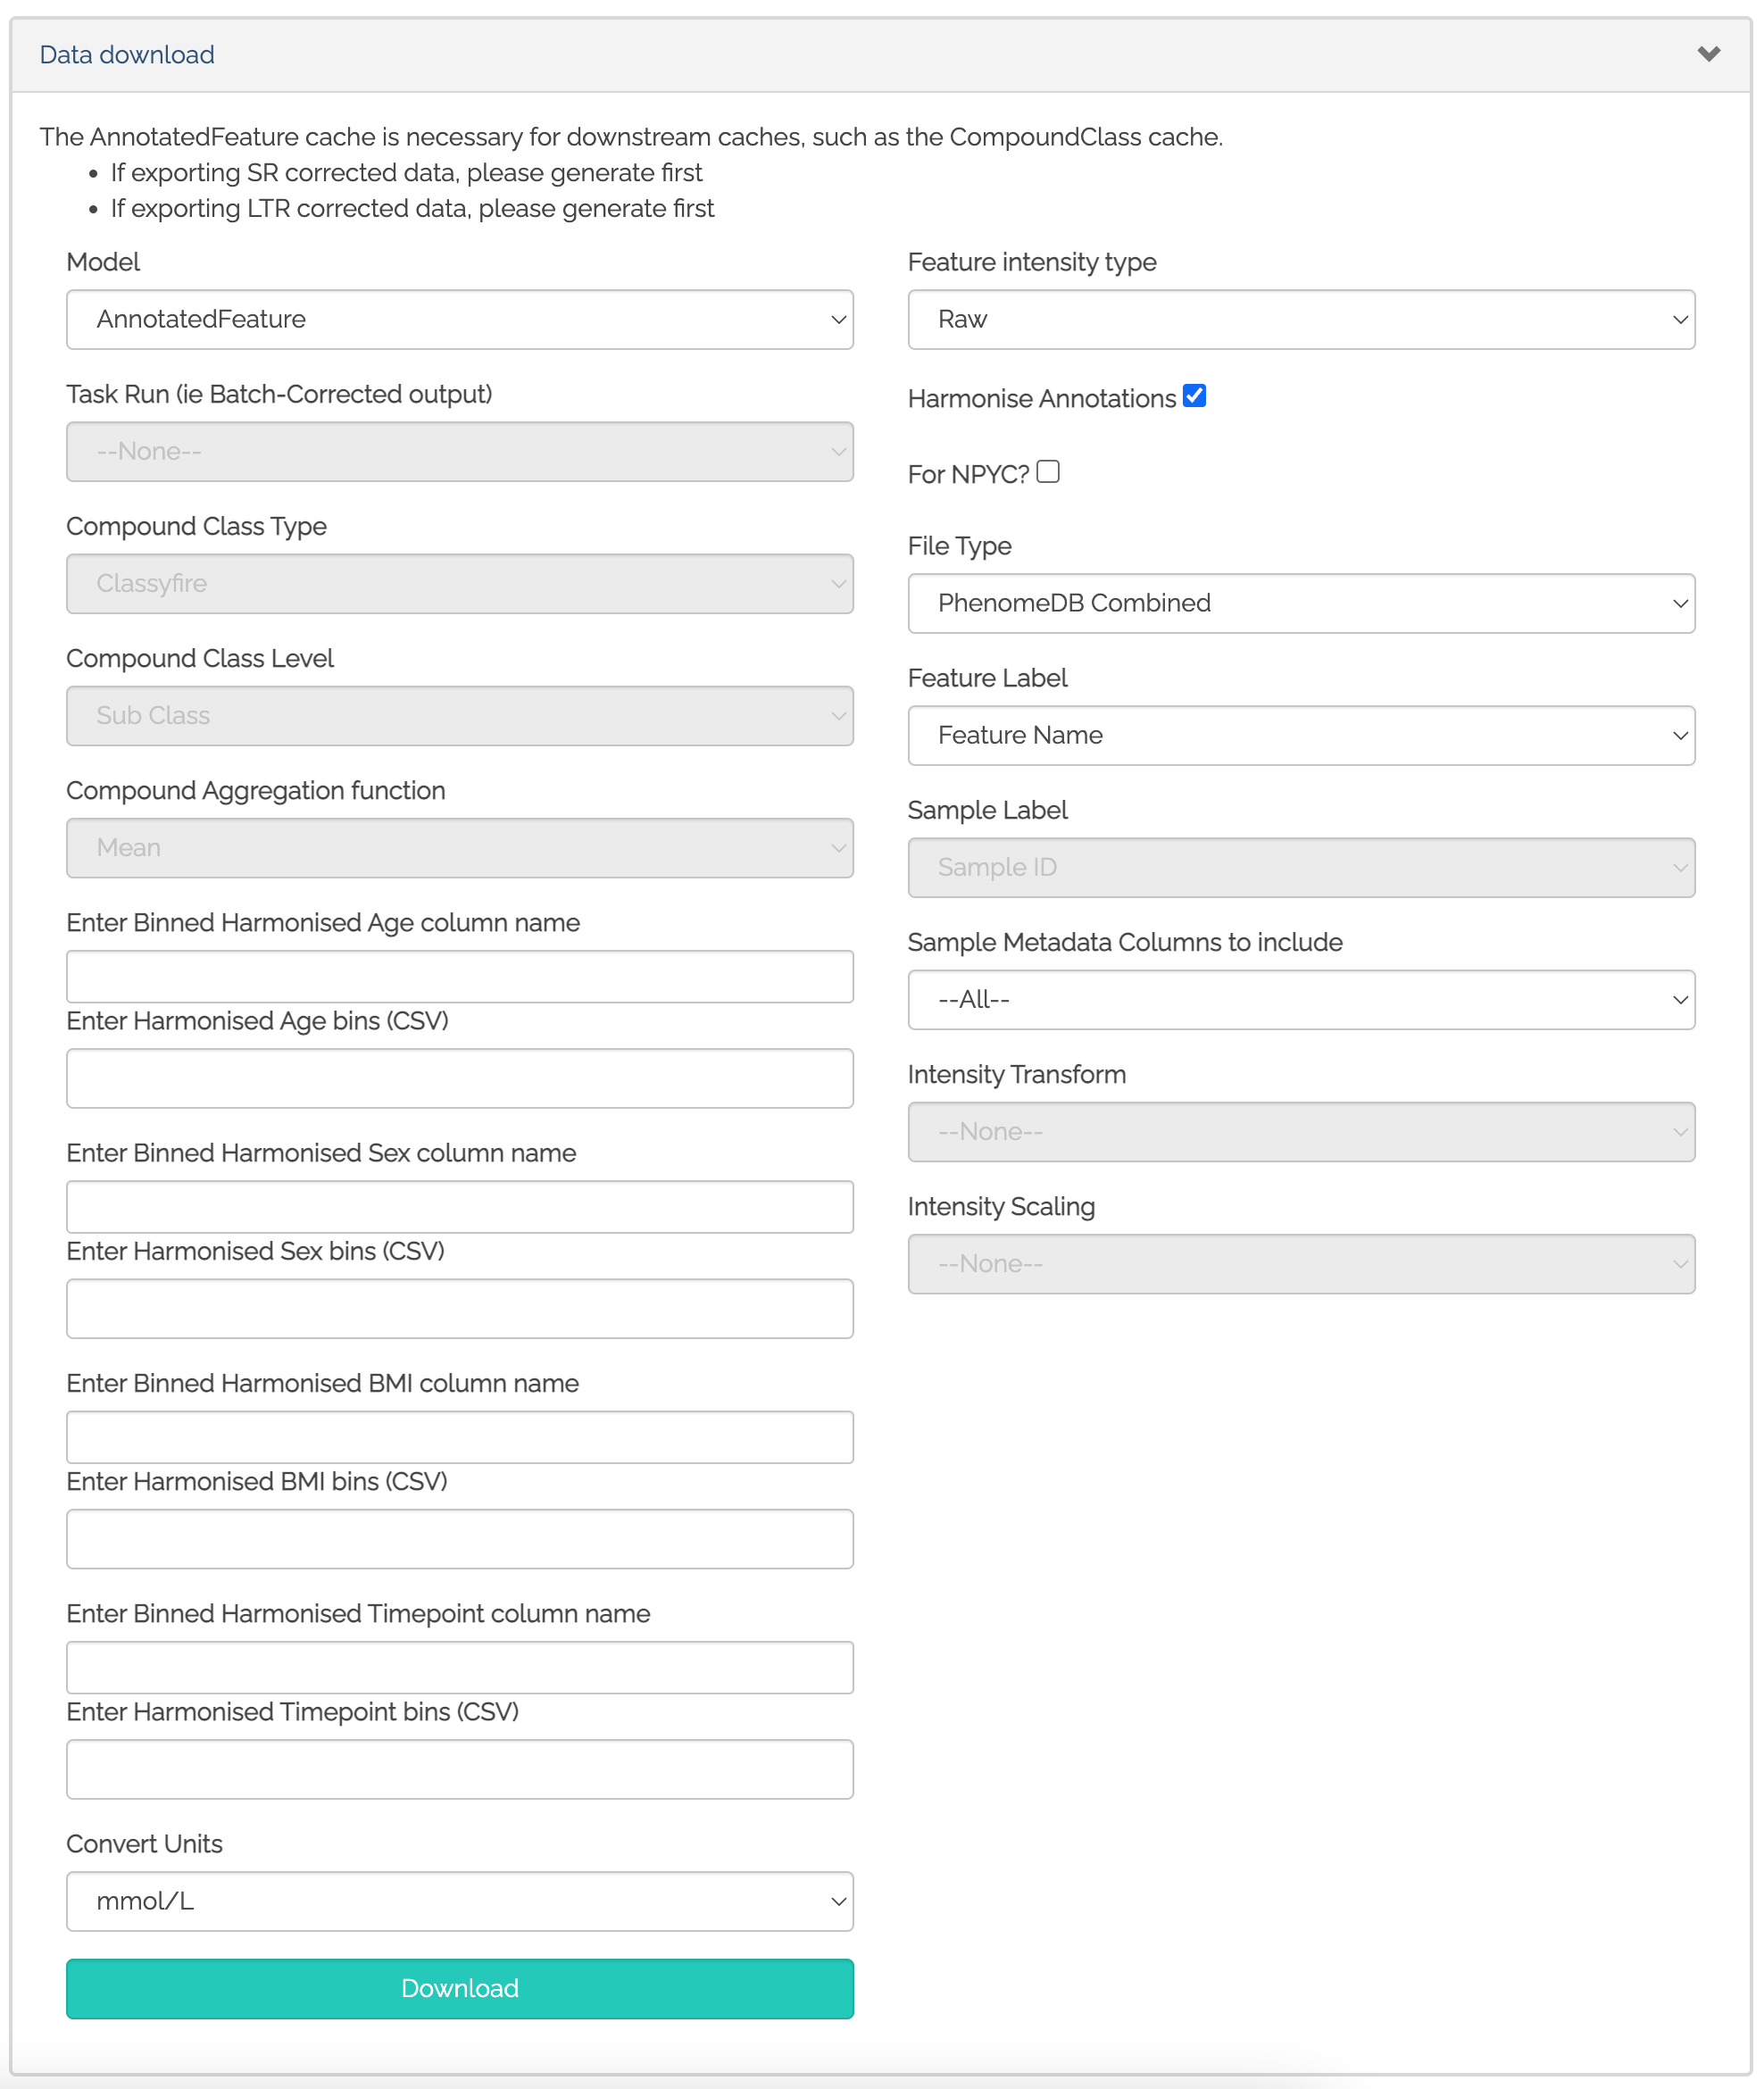 Data download
The AnnotatedFeature cache is necessary for downstream caches, such as the CompoundClass cache.
If exporting SR corrected data, please generate first
If exporting LTR corrected data, please generate first
Model
AnnotatedFeature
Task Run (ie Batch-Corrected output)
--None--
Compound Class Type
Classyfire
Compound Class Level
Sub Class
Compound Aggregation function
Mean
Enter Binned Harmonised Age column name
Enter Harmonised Age bins (CSV)
Enter Binned Harmonised Sex column name
Enter Harmonised Sex bins (CSV)
Enter Binned Harmonised BMI column name
Enter Harmonised BMI bins (CSV)
Enter Binned Harmonised Timepoint column name
Enter Harmonised Timepoint bins (CSV)
Convert Units
mmol/L
Download
Feature intensity type
Raw
Harmonise Annotations
For NPYC?
File Type
PhenomeDB Combined
Feature Label
Feature Name
Sample Label
Sample ID
Sample Metadata Columns to include
--All--
Intensity Transform
--None--
Intensity Scaling
--None--